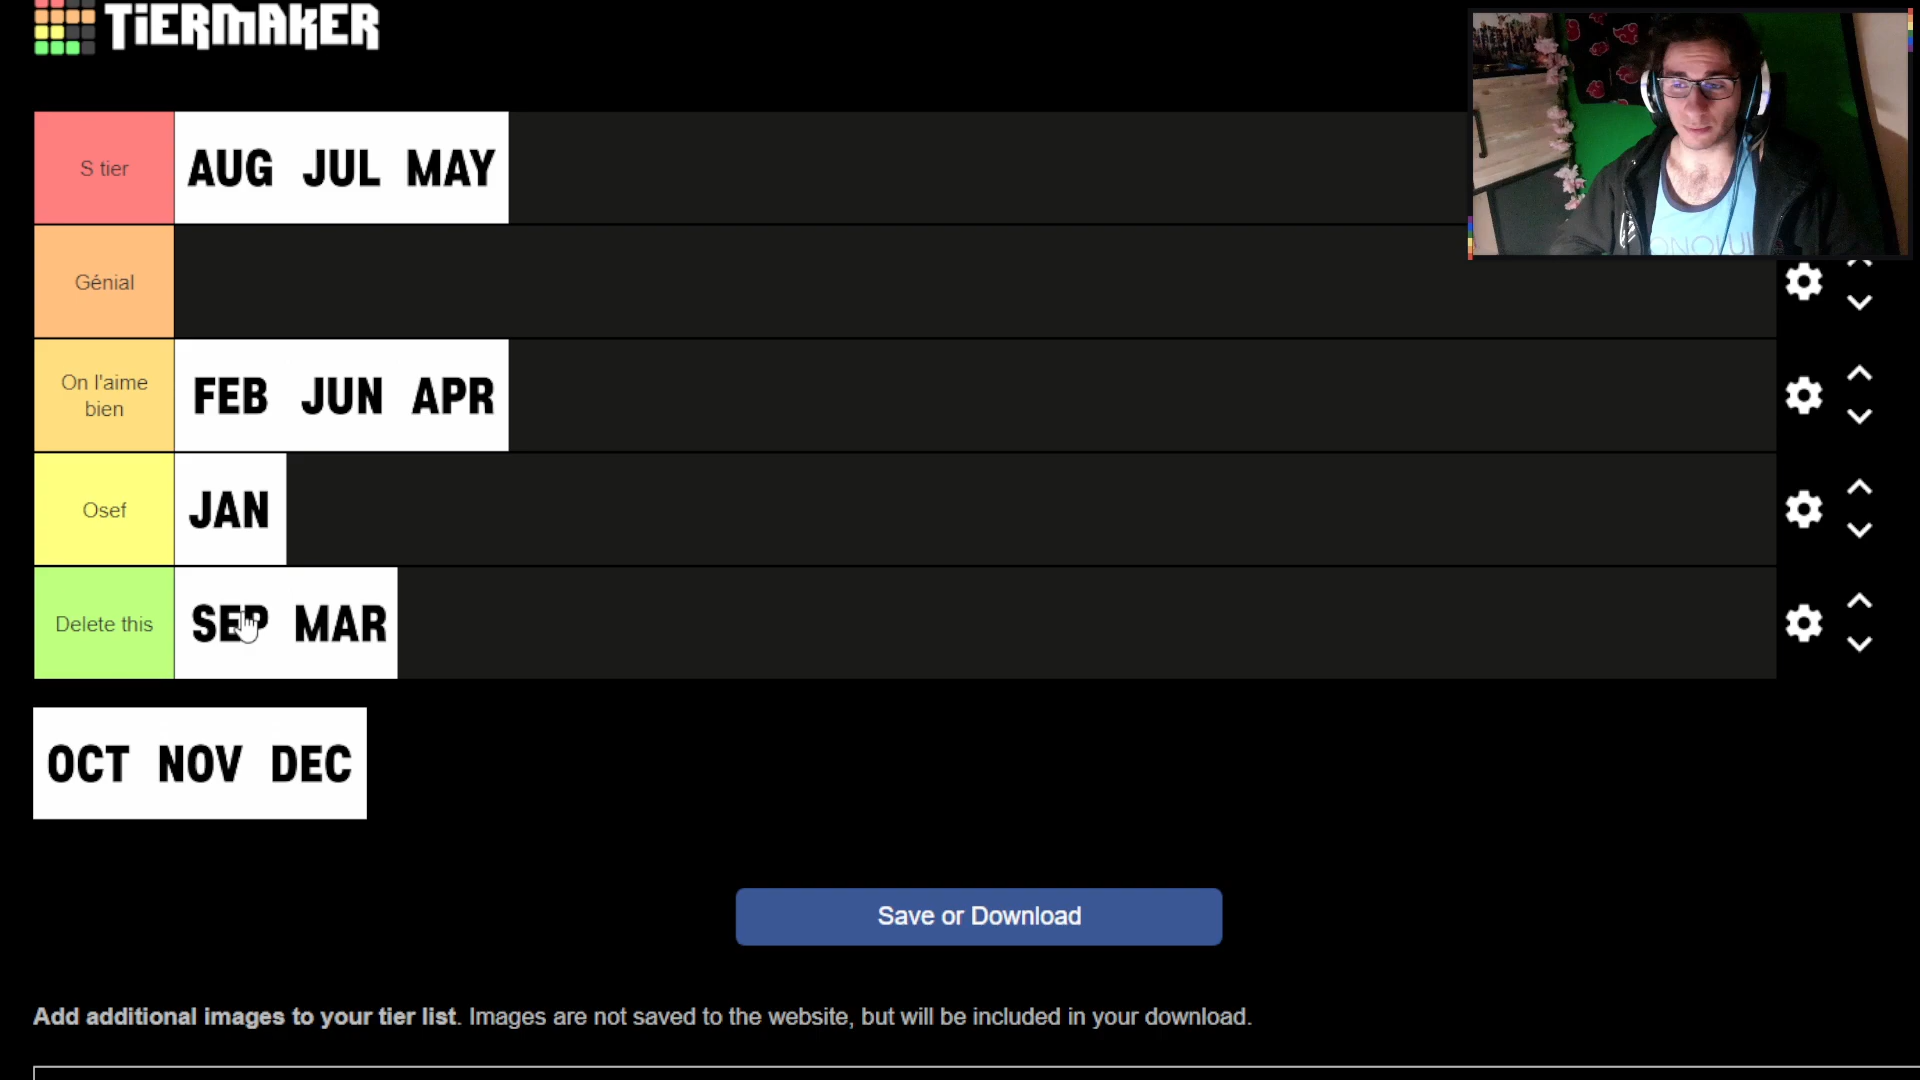 TiERMAKER
S tier
AUG JUL MAY
Génial
On l'aime
bien
FEB JUN APR
Osef
JAN
Delete this
SEP MAR
OCT NOV DEC
Save or Download
Add additional images to your tier list. Images are not saved to the website, but will be included in your download.